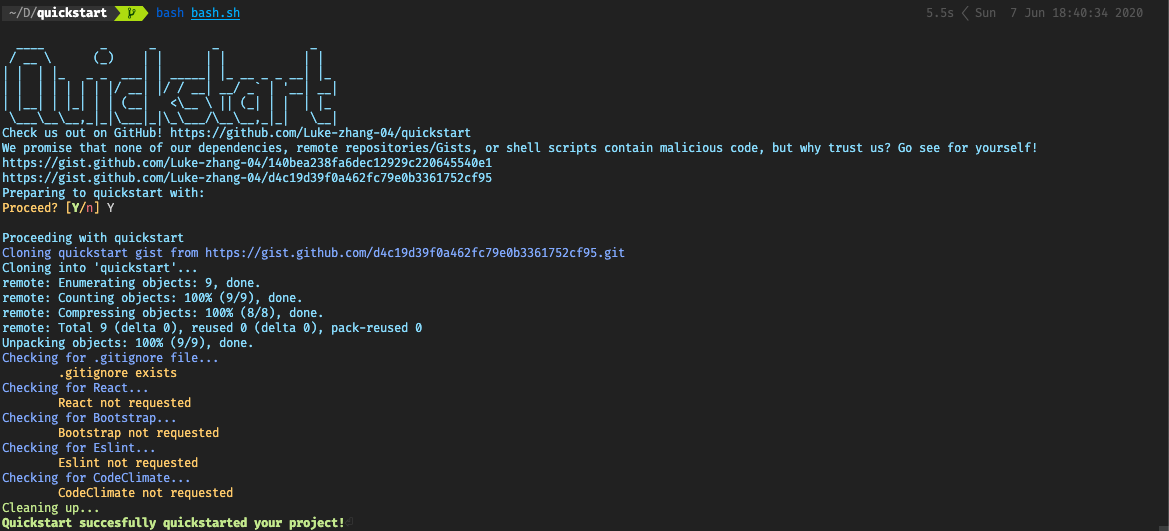 ~/D/quickstart bash bash.sh 5.5s < Sun 7 Jun 18:40:34 2020
Quickstart
Check us out on GitHub! https://github.com/Luke-zhang-04/quickstart
We promise that none of our dependencies, remote repositories/Gists, or shell scripts contain malicious code, but why trust us? Go see for yourself!
https://gist.github.com/Luke-zhang-04/140bea238fa6dec12929c220645540e1
https://gist.github.com/Luke-zhang-04/d4c19d39f0a462fc79e0b3361752cf95
Preparing to quickstart with:
Proceed? [Y/n] Y
Proceeding with quickstart
Cloning quickstart gist from https://gist.github.com/d4c19d39f0a462fc79e0b3361752cf95.git
Cloning into 'quickstart'...
remote: Enumerating objects: 9, done.
remote: Counting objects: 100% (9/9), done.
remote: Compressing objects: 100% (8/8), done.
remote: Total 9 (delta 0), reused 0 (delta 0), pack-reused 0
Unpacking objects: 100% (9/9), done.
Checking for .gitignore file...
.gitignore exists
Checking for React...
React not requested
Checking for Bootstrap...
Bootstrap not requested
Checking for Eslint...
Eslint not requested
Checking for CodeClimate...
CodeClimate not requested
Cleaning up...
Quickstart succesfully quickstarted your project!